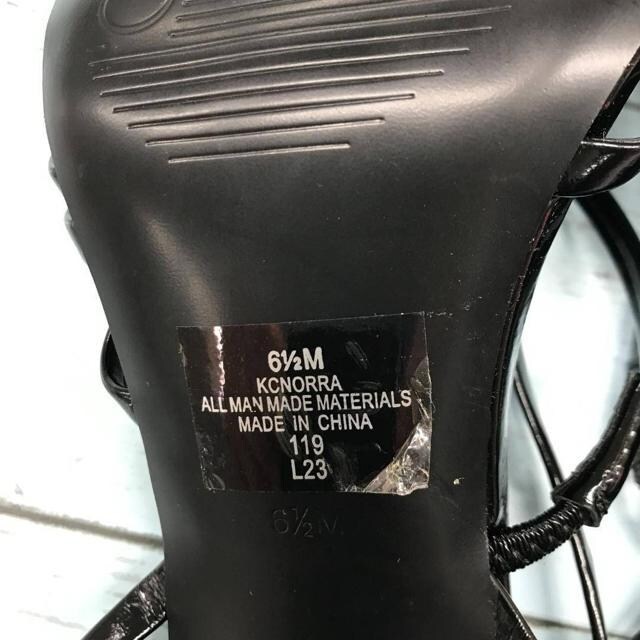 6½M
KCNORRA
ALL MAN MADE MATERIALS
MADE IN CHINA
119
L23
6½M